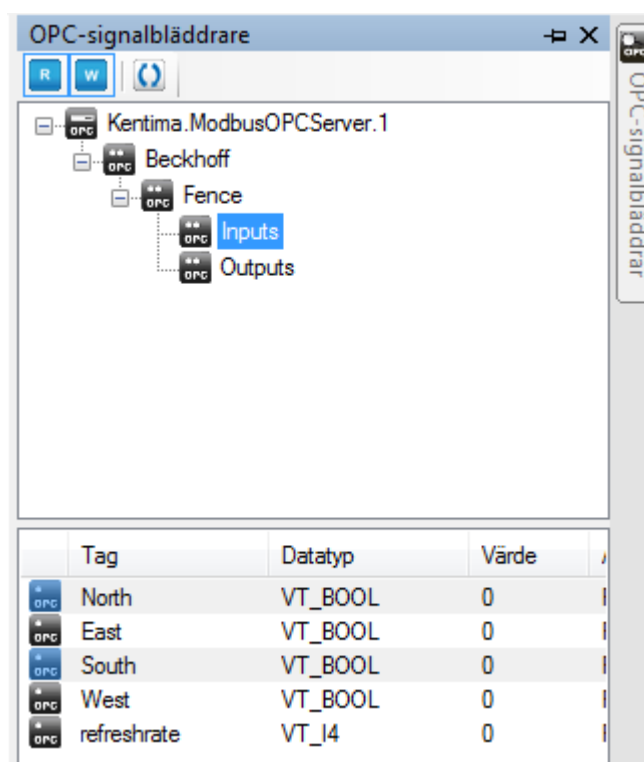 OPC-signalbläddrare
R W
Kentima.ModbusOPCServer.1
Beckhoff
Fence
Inputs
Outputs
Tag Datatyp Värde
North VT_BOOL 0
East VT_BOOL 0
South VT_BOOL 0
West VT_BOOL 0
refreshrate VT_I4 0
OPC-signalbläddrar